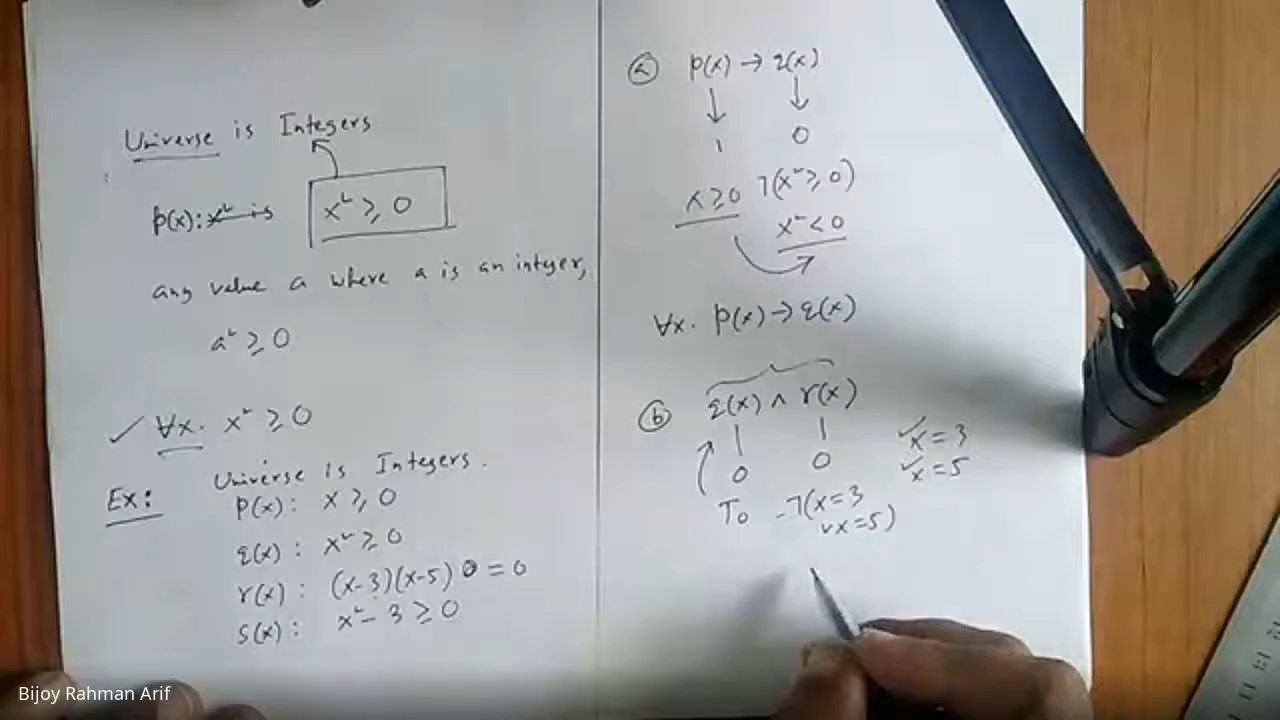 Universe is Integers
p(x): x² is x² ≥ 0
any value a where a is an integer,
a² ≥ 0
✓ ∀x. x² ≥ 0
Ex: Universe is Integers.
p(x): x ≥ 0
q(x): x² ≥ 0
r(x): (x-3)(x-5) = 0
s(x): x² - 3 ≥ 0
ⓐ p(x) → q(x)
↓ ↓
1 0
x ≥ 0 ¬(x² ≥ 0)
x² < 0
∀x. p(x) → q(x)
ⓑ q(x) ∧ r(x)
0 0
✓ x = 3
✓ x = 5
To ¬(x = 3
∨ x = 5)
Bijoy Rahman Arif